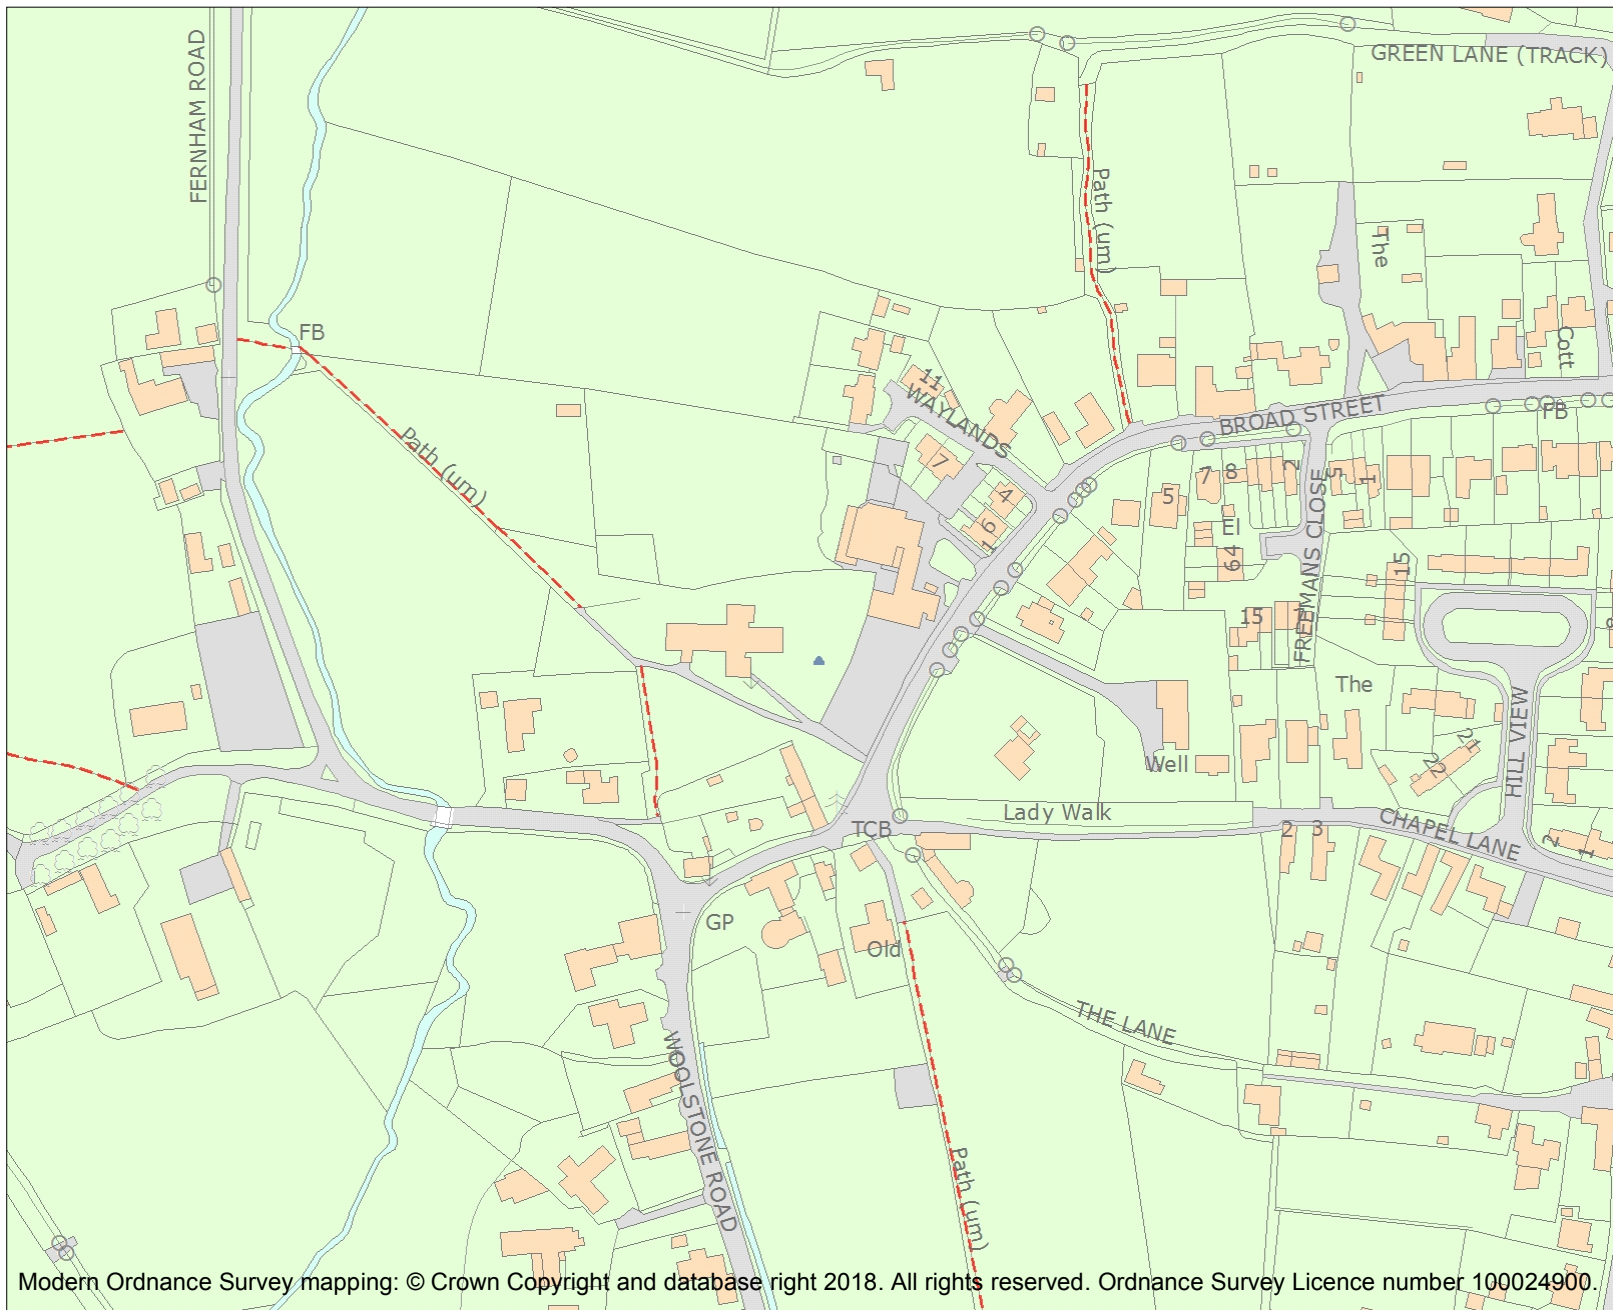 FERNHAM ROAD
GREEN LANE (TRACK)
Path (um)
The
FB
Cott
11
WAYLANDS
BROAD STREET
FB
Path (um)
7
4
6
1
5
7
8
2
5
1
El
64
FREEMANS CLOSE
15
15
7
The
HILL VIEW
21
22
Well
Lady Walk
TCB
2
3
CHAPEL LANE
2
1
GP
Old
THE LANE
WOOLSTONE ROAD
Path (um)
Modern Ordnance Survey mapping: © Crown Copyright and database right 2018. All rights reserved. Ordnance Survey Licence number 100024900.